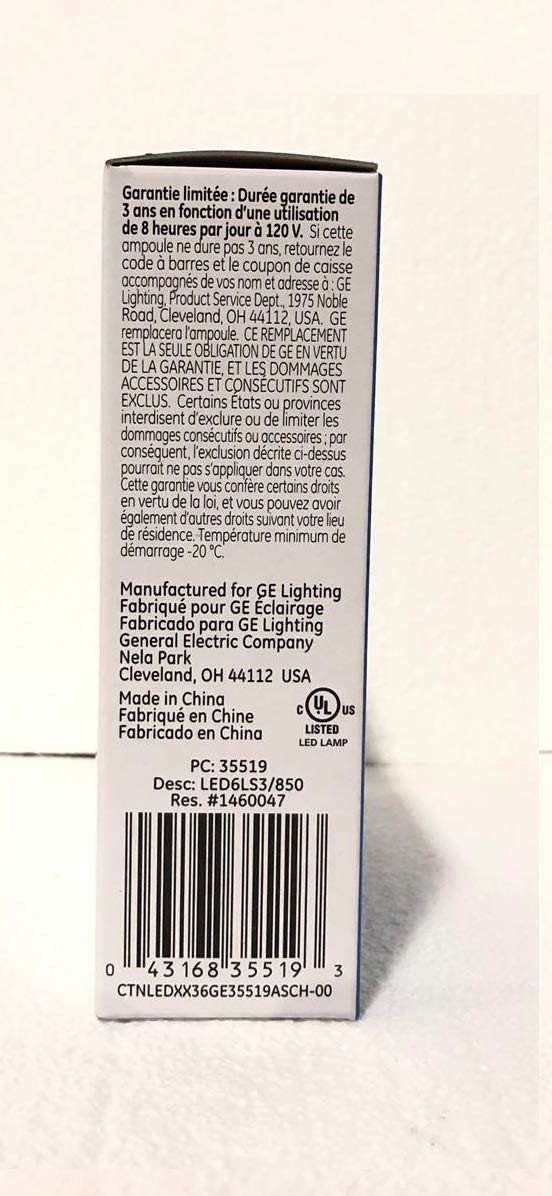 Garantie limitée : Durée garantie de
3 ans en fonction d'une utilisation
de 8 heures par jour à 120 V. Si cette
ampoule ne dure pas 3 ans, retournez le
code à barres et le coupon de caisse
accompagnés de vos nom et adresse à : GE
Lighting, Product Service Dept., 1975 Noble
Road, Cleveland, OH 44112, USA. GE
remplacera l'ampoule. CE REMPLACEMENT
EST LA SEULE OBLIGATION DE GE EN VERTU
DE LA GARANTIE, ET LES DOMMAGES
ACCESSOIRES ET CONSÉCUTIFS SONT
EXCLUS. Certains États ou provinces
interdisent d'exclure ou de limiter les
dommages consécutifs ou accessoires ; par
conséquent, l'exclusion décrite ci-dessus
pourrait ne pas s'appliquer dans votre cas.
Cette garantie vous confère certains droits
en vertu de la loi, et vous pouvez avoir
également d'autres droits suivant votre lieu
de résidence. Température minimum de
démarrage -20 °C.
Manufactured for GE Lighting
Fabriqué pour GE Éclairage
Fabricado para GE Lighting
General Electric Company
Nela Park
Cleveland, OH 44112 USA
Made in China
Fabriqué en Chine
Fabricado en China
C UL US
LISTED
LED LAMP
PC: 35519
Desc: LED6LS3/850
Res. #1460047
0 43168 35519 3
CTNLEDXX36GE35519ASCH-00